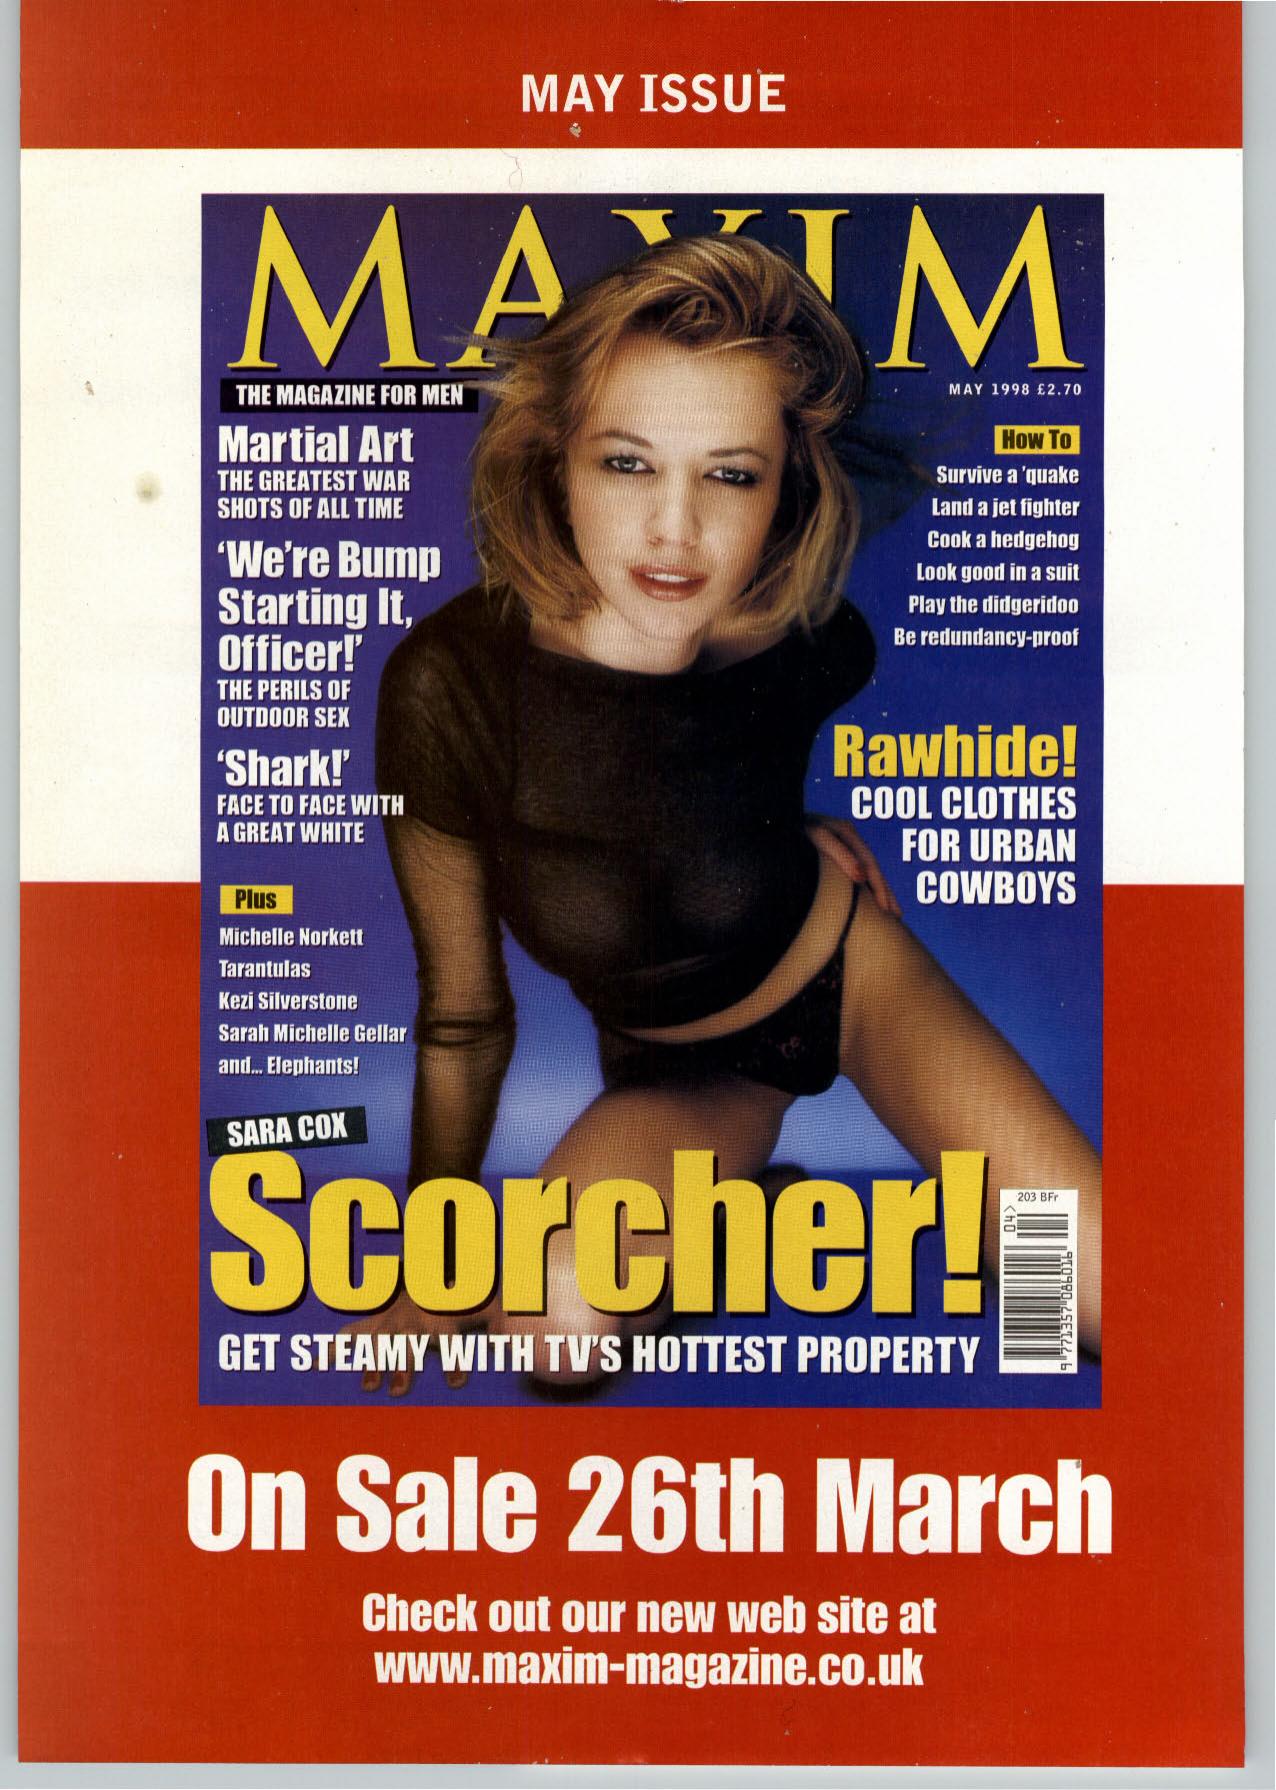 MAY ISSUE
MAXIM
THE MAGAZINE FOR MEN
MAY 1998 £2.70
Martial Art
THE GREATEST WAR
SHOTS OF ALL TIME
‘We’re Bump
Starting It,
Officer!’
THE PERILS OF
OUTDOOR SEX
‘Shark!’
FACE TO FACE WITH
A GREAT WHITE
Plus
Michelle Norkett
Tarantulas
Kezi Silverstone
Sarah Michelle Gellar
and... Elephants!
How To
Survive a ’quake
Land a jet fighter
Cook a hedgehog
Look good in a suit
Play the didgeridoo
Be redundancy-proof
Rawhide!
COOL CLOTHES
FOR URBAN
COWBOYS
SARA COX
Scorcher!
GET STEAMY WITH TV’S HOTTEST PROPERTY
203 BFr
04>
9 771357 086016
On Sale 26th March
Check out our new web site at
www.maxim-magazine.co.uk